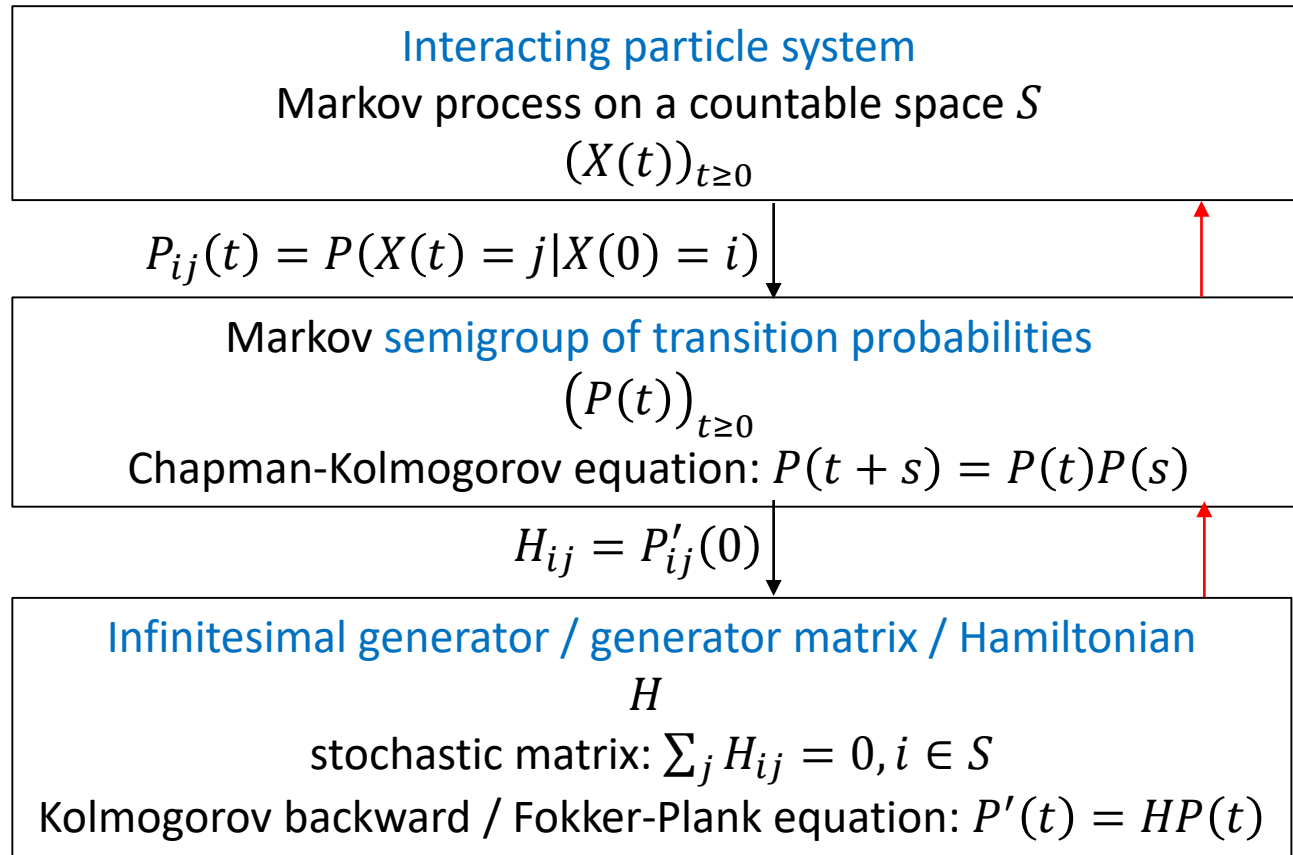 Interacting particle system
Markov process on a countable space S
(X(t))_{t≥0}
P_{ij}(t) = P(X(t) = j|X(0) = i)
Markov semigroup of transition probabilities
(P(t))_{t≥0}
Chapman-Kolmogorov equation: P(t + s) = P(t)P(s)
H_{ij} = P'_{ij}(0)
Infinitesimal generator / generator matrix / Hamiltonian
H
stochastic matrix: ∑_j H_{ij} = 0, i ∈ S
Kolmogorov backward / Fokker-Plank equation: P'(t) = HP(t)